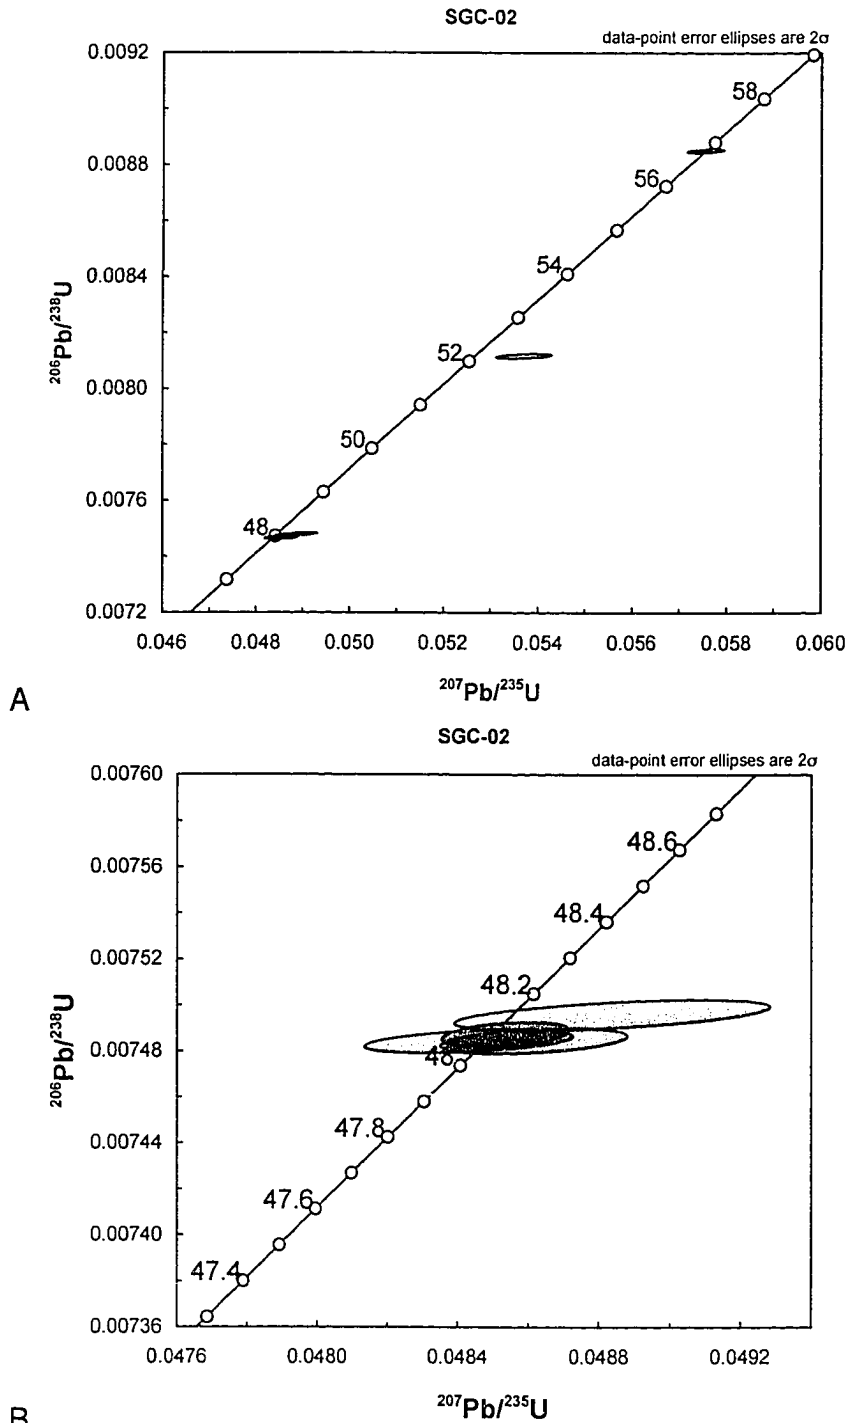 SGC-02
data-point error ellipses are 2σ
0.0092
58
0.0088
56
0.0084
54
52
0.0080
50
0.0076
48
0.0072
0.046 0.048 0.050 0.052 0.054 0.056 0.058 0.060
206Pb/238U
207Pb/235U
A
SGC-02
data-point error ellipses are 2σ
0.00760
48.6
0.00756
48.4
0.00752
48.2
0.00748
48
47.8
0.00744
47.6
0.00740
47.4
0.00736
0.0476 0.0480 0.0484 0.0488 0.0492
206Pb/238U
207Pb/235U
B